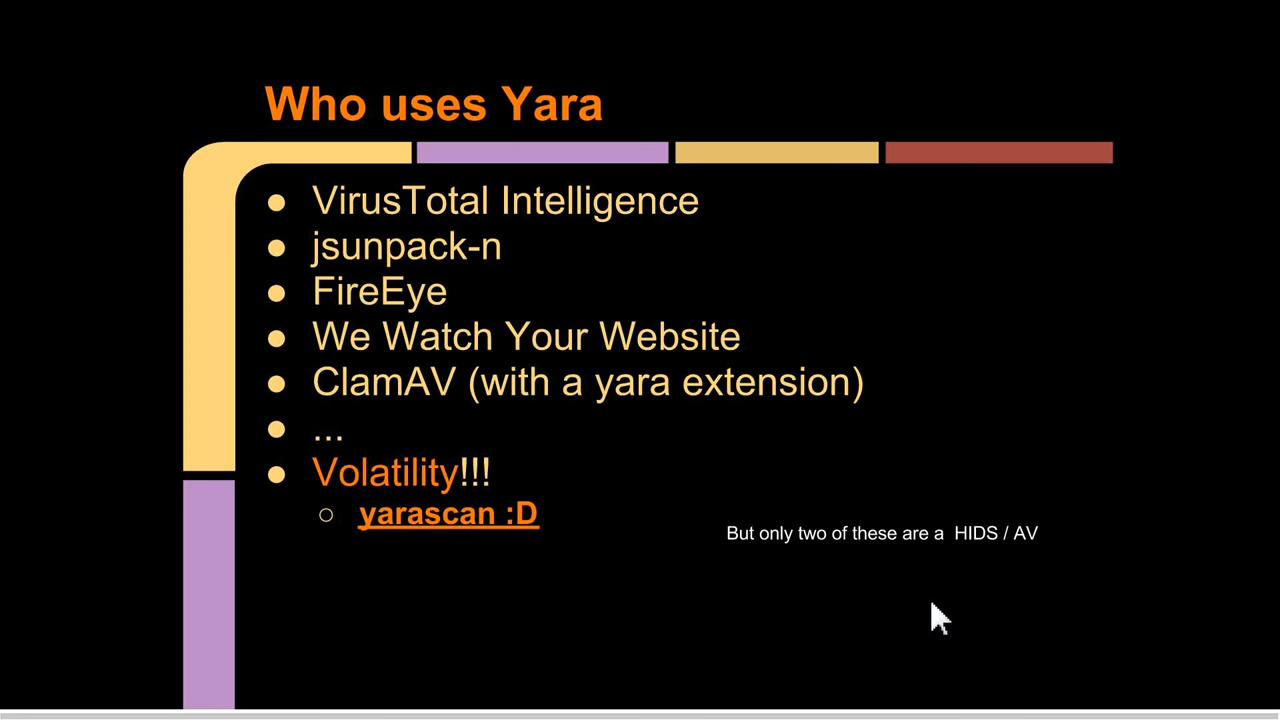 Who uses Yara
● VirusTotal Intelligence
● jsunpack-n
● FireEye
● We Watch Your Website
● ClamAV (with a yara extension)
● ...
● Volatility!!!
○ yarascan :D
But only two of these are a  HIDS / AV